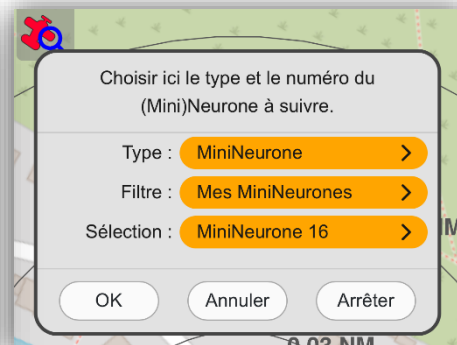 Choisir ici le type et le numéro du
(Mini)Neurone à suivre.
Type : MiniNeurone
Filtre : Mes MiniNeurones
Sélection : MiniNeurone 16
OK Annuler Arrêter